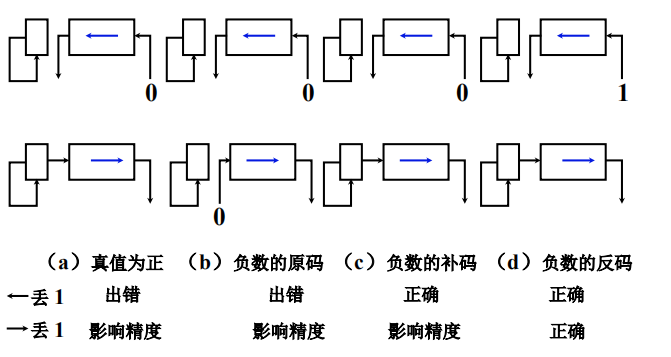 0 0 0 1
0
(a) 真值为正 (b) 负数的原码 (c) 负数的补码 (d) 负数的反码
←丢 1 出错 出错 正确 正确
→丢 1 影响精度 影响精度 影响精度 正确